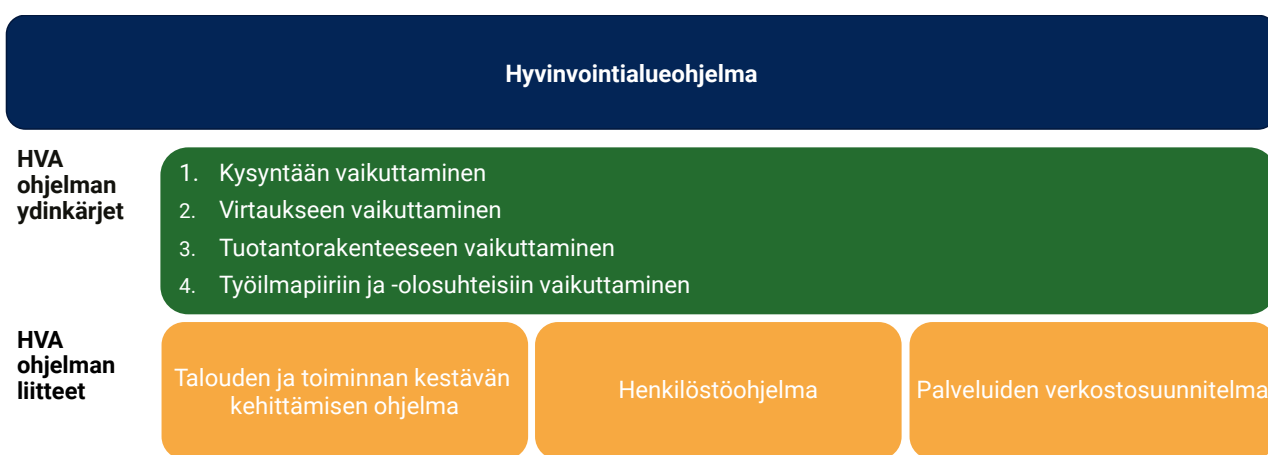 Hyvinvointialueohjelma
HVA
ohjelman
ydinkärjet
1. Kysyntään vaikuttaminen
2. Virtaukseen vaikuttaminen
3. Tuotantorakenteeseen vaikuttaminen
4. Työilmapiiriin ja -olosuhteisiin vaikuttaminen
HVA
ohjelman
liitteet
Talouden ja toiminnan kestävän
kehittämisen ohjelma
Henkilöstöohjelma
Palveluiden verkostosuunnitelma